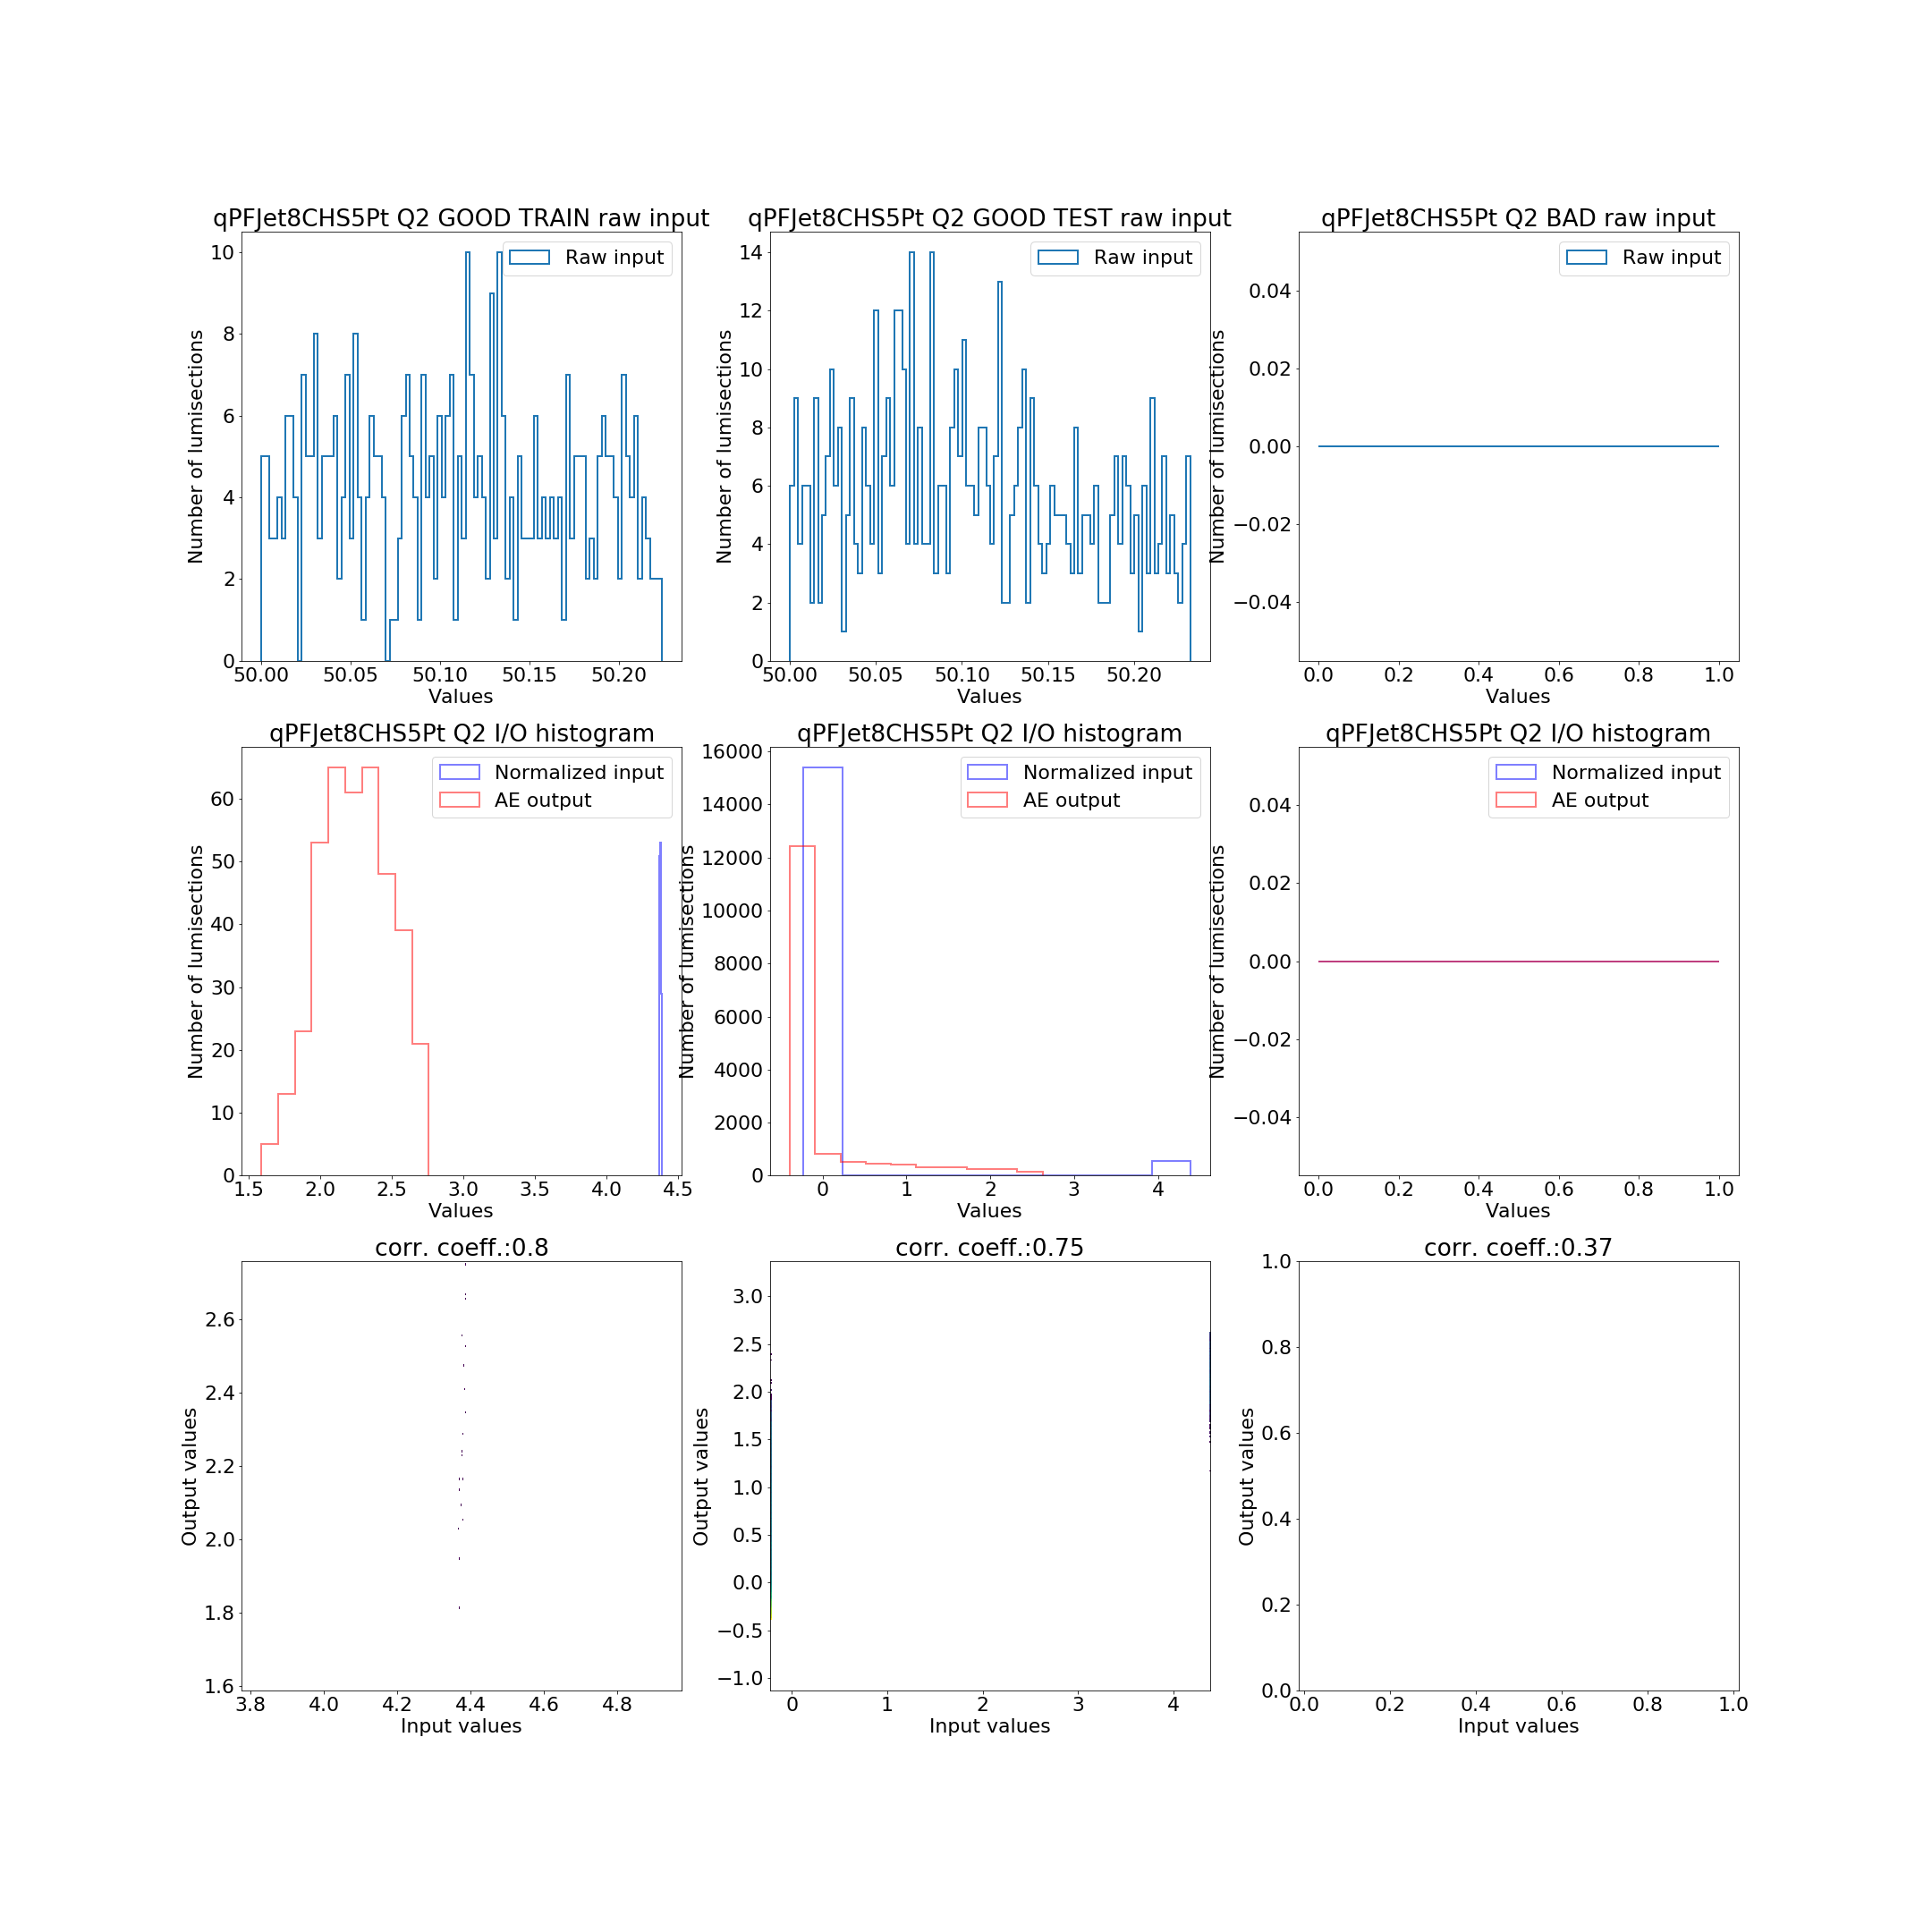 qPFJet8CHS5Pt Q2 GOOD TRAIN raw input
10
8
6
4
2
0
Number of lumisections
Raw input
50.00 50.05 50.10 50.15 50.20
Values
qPFJet8CHS5Pt Q2 GOOD TEST raw input
14
12
10
8
6
4
2
0
Number of lumisections
Raw input
50.00 50.05 50.10 50.15 50.20
Values
qPFJet8CHS5Pt Q2 BAD raw input
0.04
0.02
0.00
−0.02
−0.04
Number of lumisections
Raw input
0.0 0.2 0.4 0.6 0.8 1.0
Values
qPFJet8CHS5Pt Q2 I/O histogram
60
50
40
30
20
10
0
Number of lumisections
Normalized input
AE output
1.5 2.0 2.5 3.0 3.5 4.0 4.5
Values
qPFJet8CHS5Pt Q2 I/O histogram
16000
14000
12000
10000
8000
6000
4000
2000
0
Number of lumisections
Normalized input
AE output
0 1 2 3 4
Values
qPFJet8CHS5Pt Q2 I/O histogram
0.04
0.02
0.00
−0.02
−0.04
Number of lumisections
Normalized input
AE output
0.0 0.2 0.4 0.6 0.8 1.0
Values
corr. coeff.:0.8
2.6
2.4
2.2
2.0
1.8
1.6
Output values
3.8 4.0 4.2 4.4 4.6 4.8
Input values
corr. coeff.:0.75
3.0
2.5
2.0
1.5
1.0
0.5
0.0
−0.5
−1.0
Output values
0 1 2 3 4
Input values
corr. coeff.:0.37
1.0
0.8
0.6
0.4
0.2
0.0
Output values
0.0 0.2 0.4 0.6 0.8 1.0
Input values